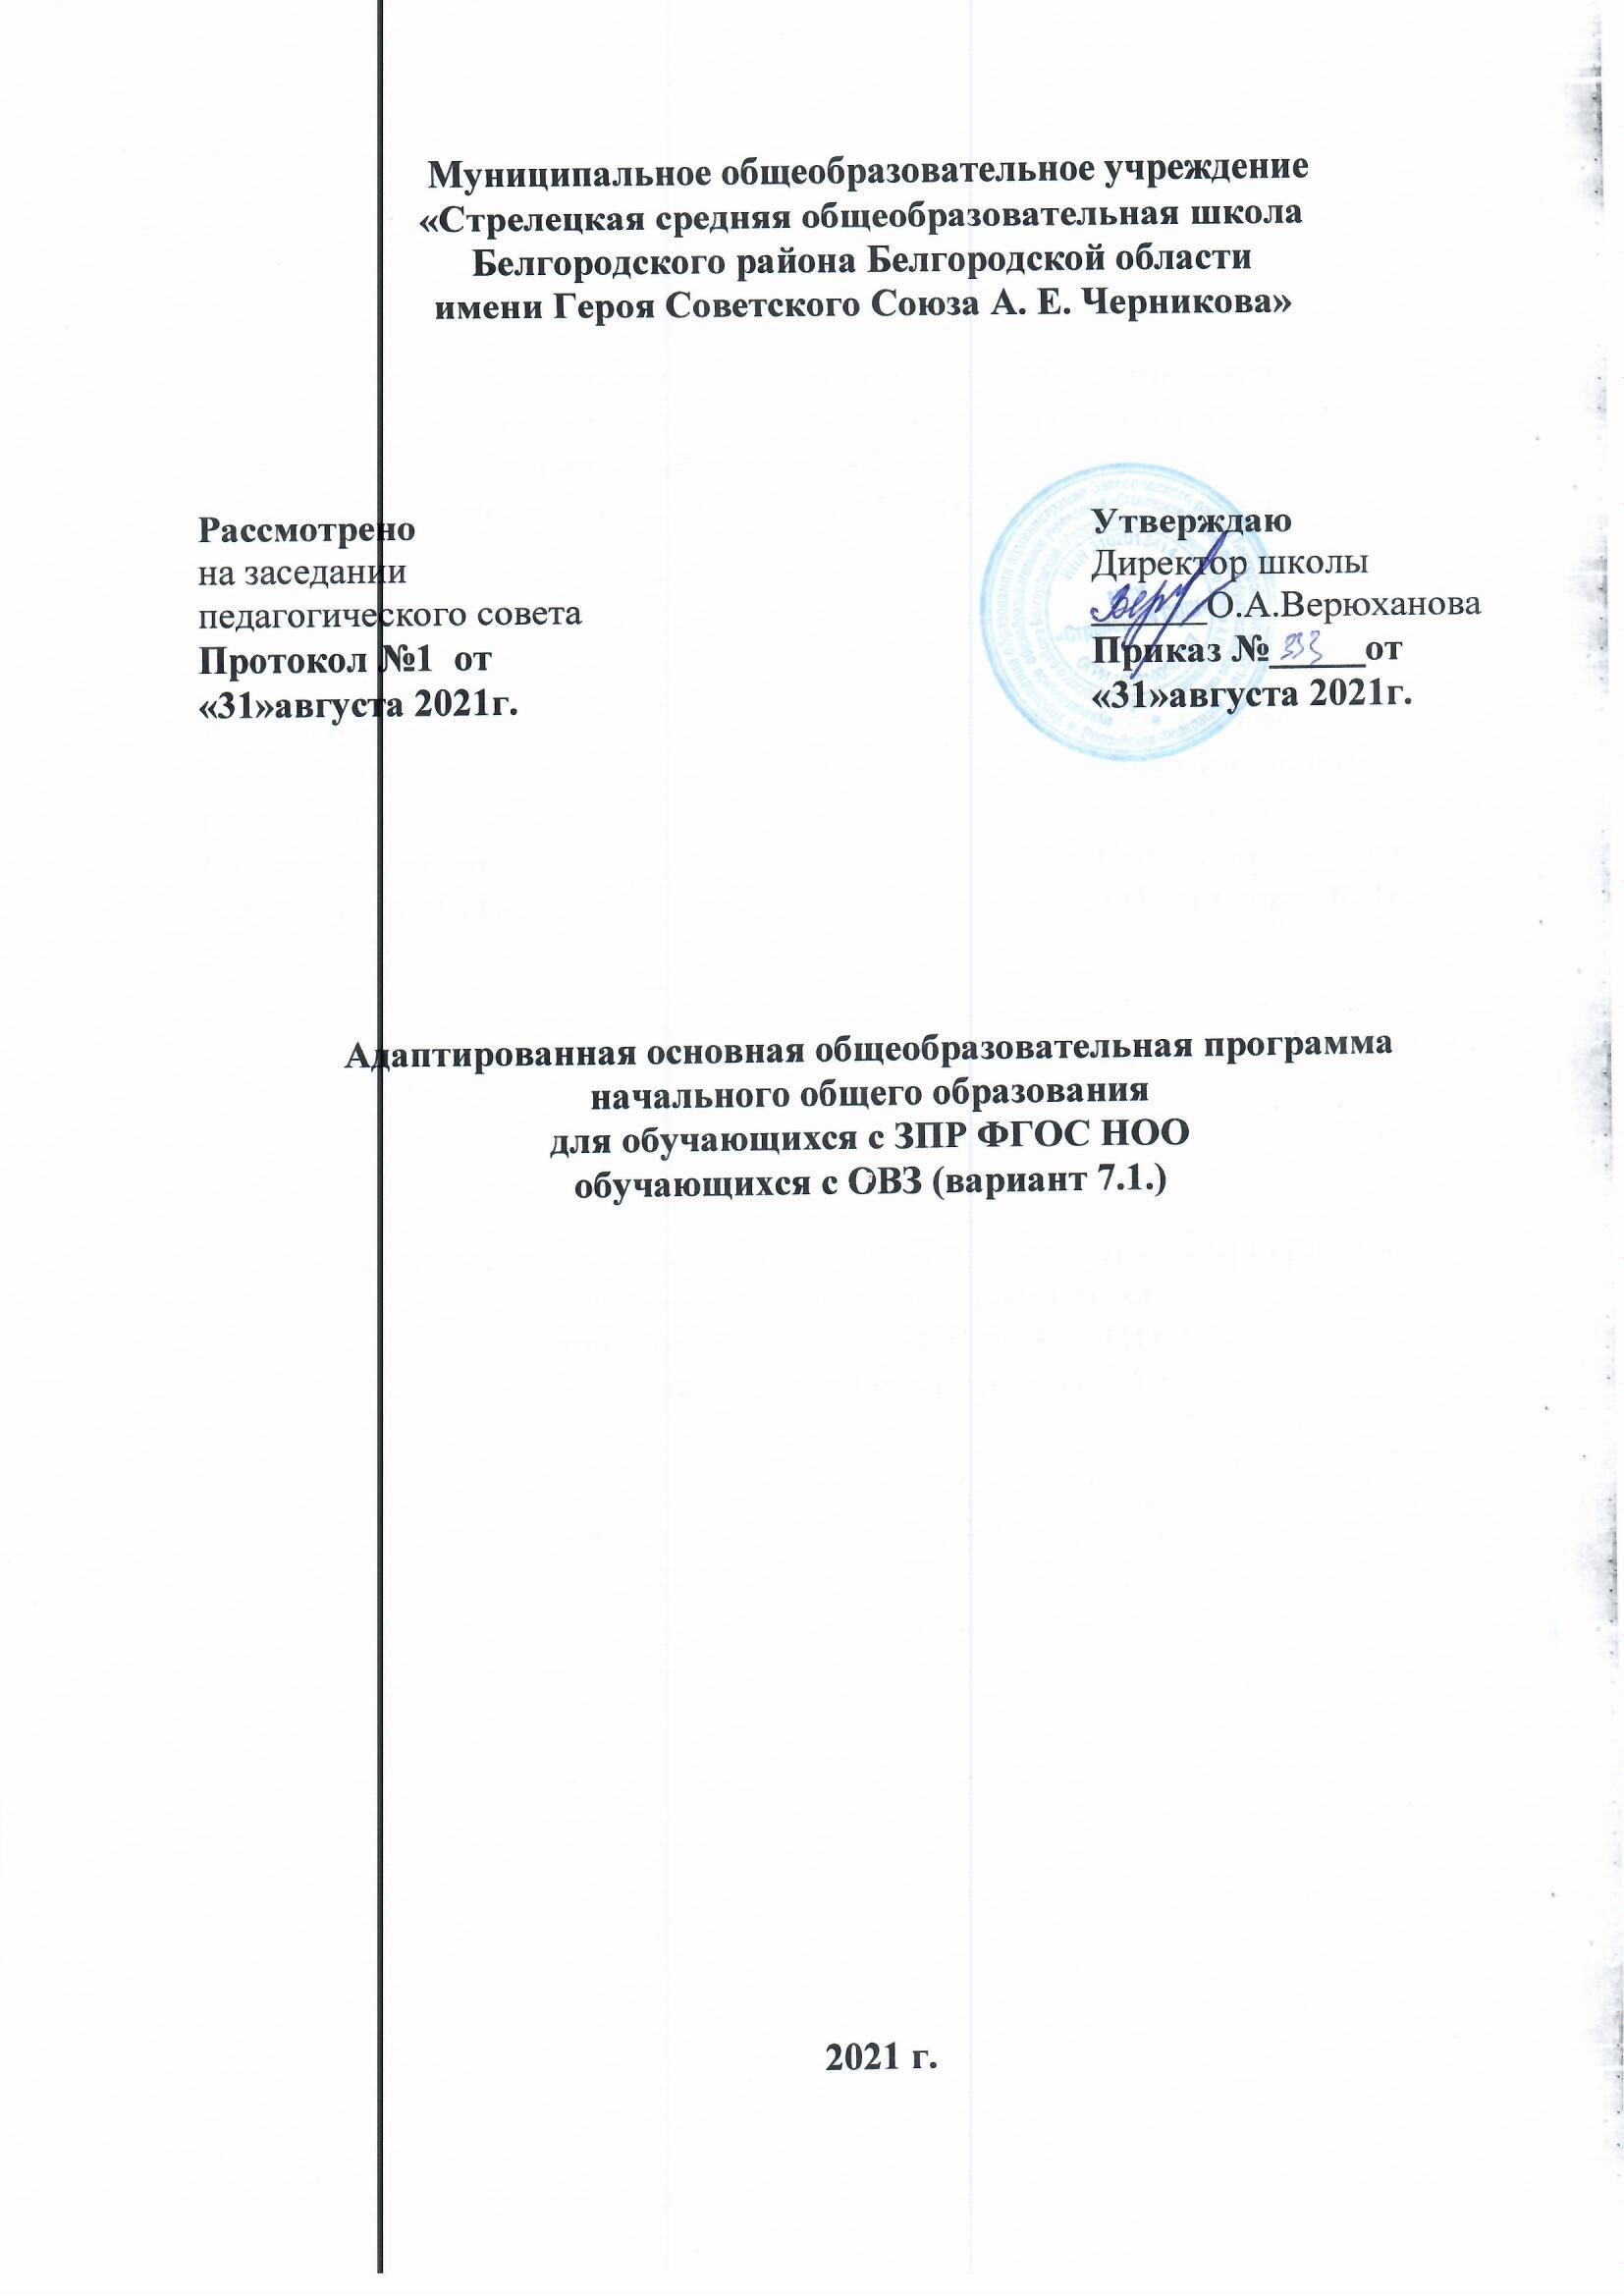 Муниципальное общеобразовательное учреждение
«Стрелецкая средняя общеобразовательная школа
Белгородского района Белгородской области
имени Героя Советского Союза А. Е. Черникова»
Рассмотрено
на заседании
педагогического совета
Протокол №1 от
«31»августа 2021г.
Утверждаю
Директор школы
______О.А.Верюханова
Приказ № 333 от
«31»августа 2021г.
Адаптированная основная общеобразовательная программа
начального общего образования
для обучающихся с ЗПР ФГОС НОО
обучающихся с ОВЗ (вариант 7.1.)
2021 г.